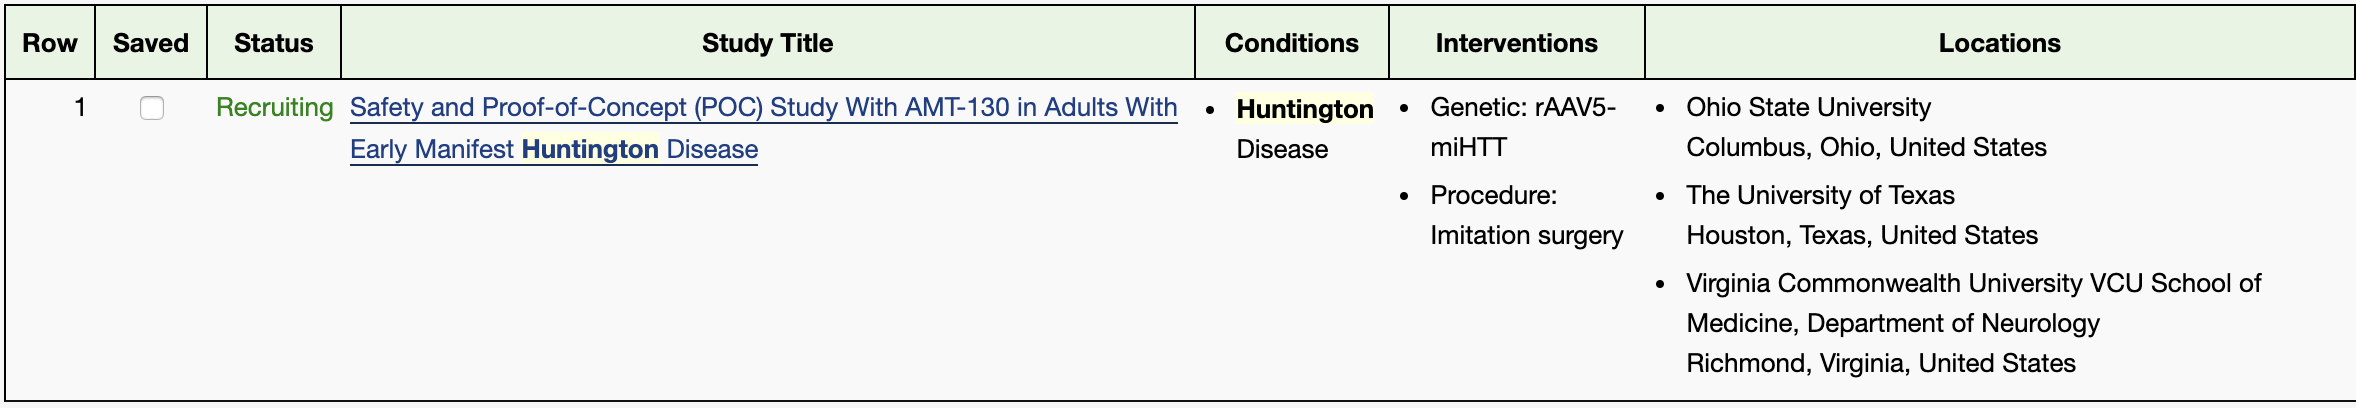 Row Saved Status Study Title Conditions Interventions Locations
1
Recruiting
Safety and Proof-of-Concept (POC) Study With AMT-130 in Adults With
Early Manifest Huntington Disease
• Huntington
Disease
• Genetic: rAAV5-
miHTT
• Procedure:
Imitation surgery
• Ohio State University
Columbus, Ohio, United States
• The University of Texas
Houston, Texas, United States
• Virginia Commonwealth University VCU School of
Medicine, Department of Neurology
Richmond, Virginia, United States